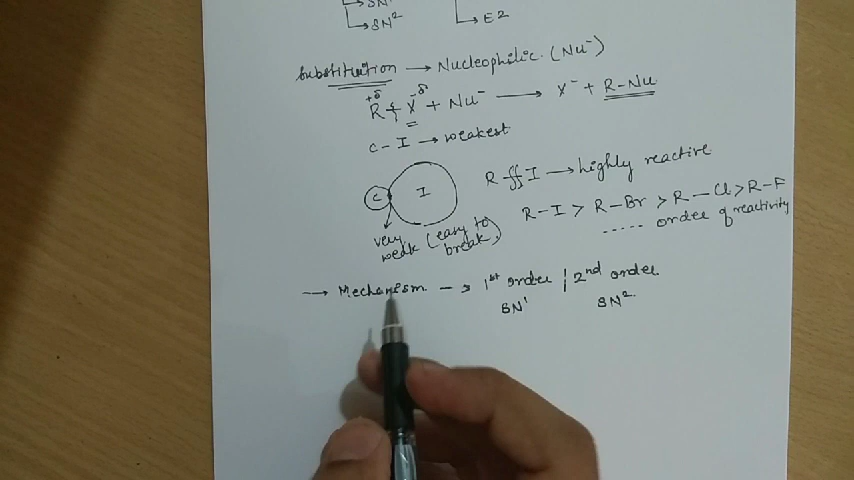 SN¹
SN² E2
Substitution → Nucleophilic. (Nu⁻)
+δ -δ
R + X + Nu⁻ → X⁻ + R-Nu
C - I → weakest
C I R I → highly reactive
R-I > R-Br > R-Cl > R-F
..... order of reactivity
very weak (easy to break)
→ Mechanism. → 1st order / 2nd order
SN¹ SN².